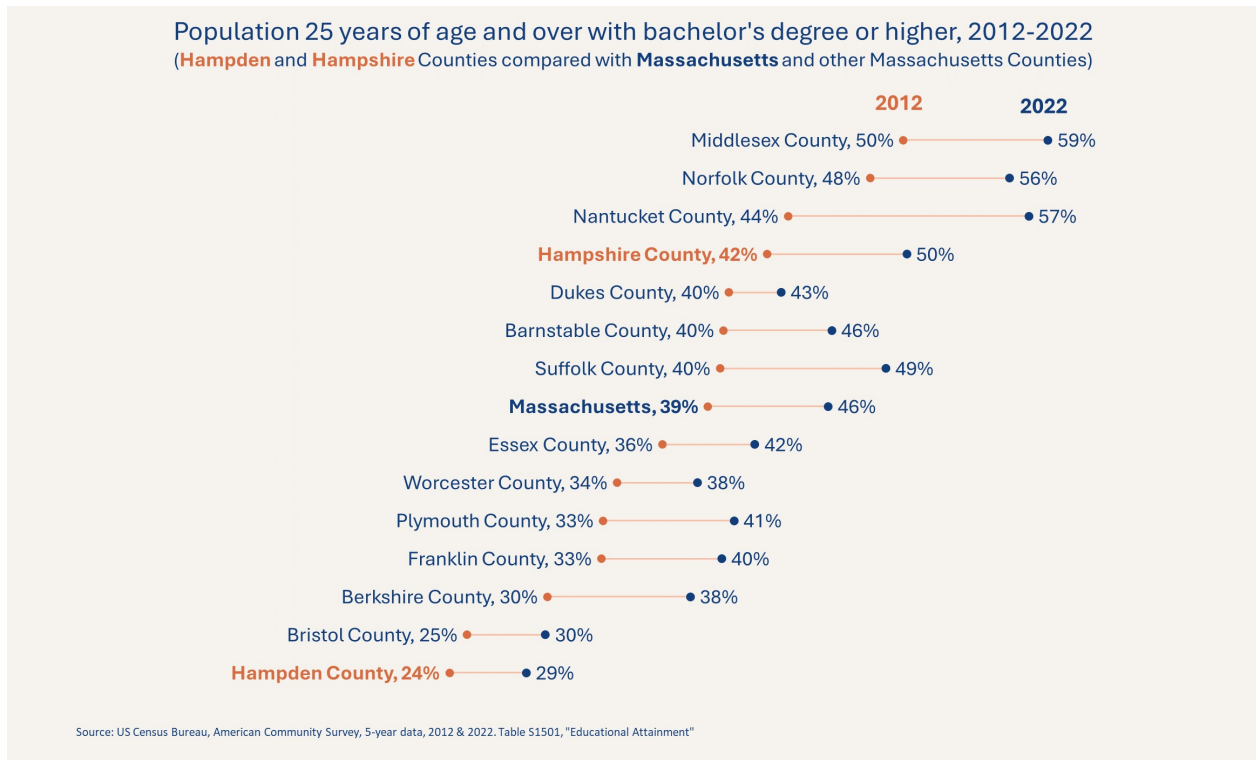 Population 25 years of age and over with bachelor's degree or higher, 2012-2022
(Hampden and Hampshire Counties compared with Massachusetts and other Massachusetts Counties)
2012 2022
Middlesex County, 50% 59%
Norfolk County, 48% 56%
Nantucket County, 44% 57%
Hampshire County, 42% 50%
Dukes County, 40% 43%
Barnstable County, 40% 46%
Suffolk County, 40% 49%
Massachusetts, 39% 46%
Essex County, 36% 42%
Worcester County, 34% 38%
Plymouth County, 33% 41%
Franklin County, 33% 40%
Berkshire County, 30% 38%
Bristol County, 25% 30%
Hampden County, 24% 29%
Source: US Census Bureau, American Community Survey, 5-year data, 2012 & 2022. Table S1501, "Educational Attainment"